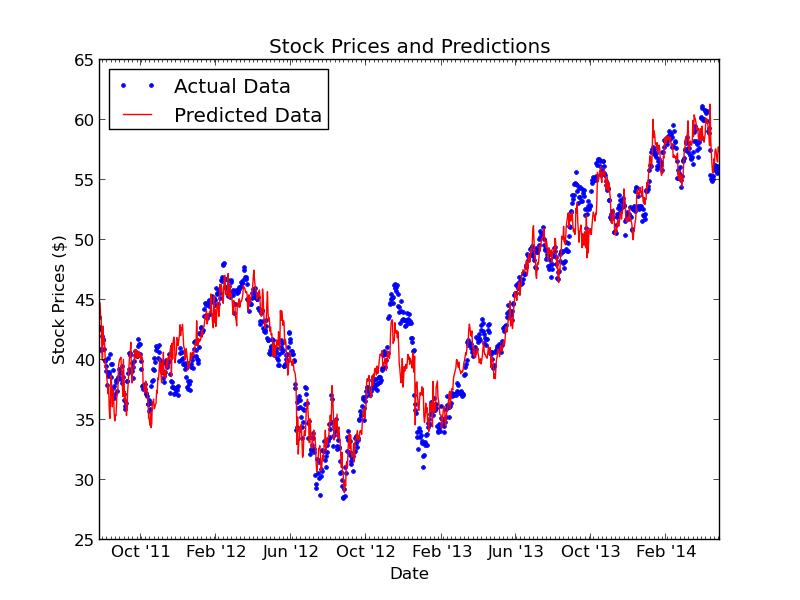 Stock Prices and Predictions
Actual Data
Predicted Data
Stock Prices ($)
65
60
55
50
45
40
35
30
25
Oct '11 Feb '12 Jun '12 Oct '12 Feb '13 Jun '13 Oct '13 Feb '14
Date